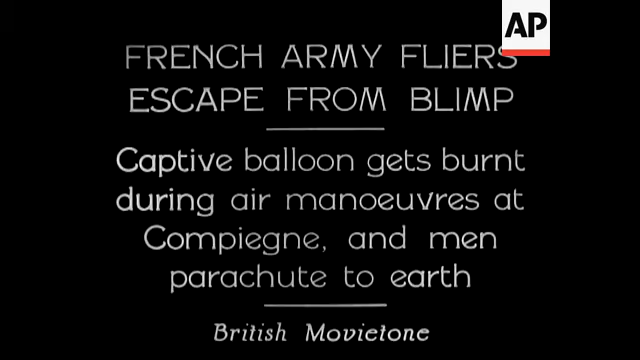 AP
FRENCH ARMY FLIERS
ESCAPE FROM BLIMP
Captive balloon gets burnt
during air manoeuvres at
Compiegne, and men
parachute to earth
British Movietone